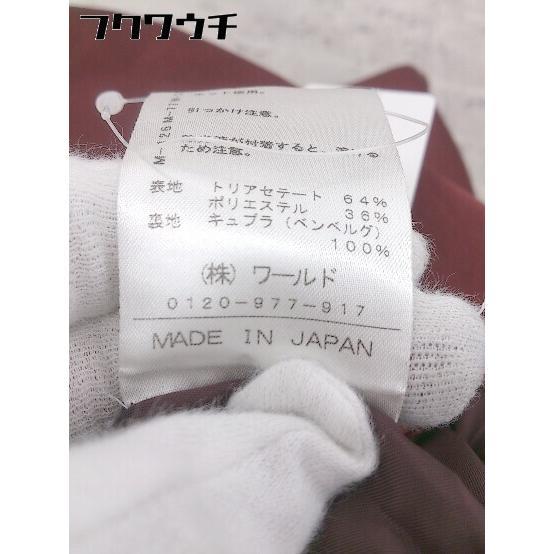 フクウウチ
引っかけ注意。
ため注意。
表地 トリアセテート 64%
ポリエステル 36%
裏地 キュプラ (ベンベルグ)
100%
(株) ワールド
0120-977-917
MADE IN JAPAN